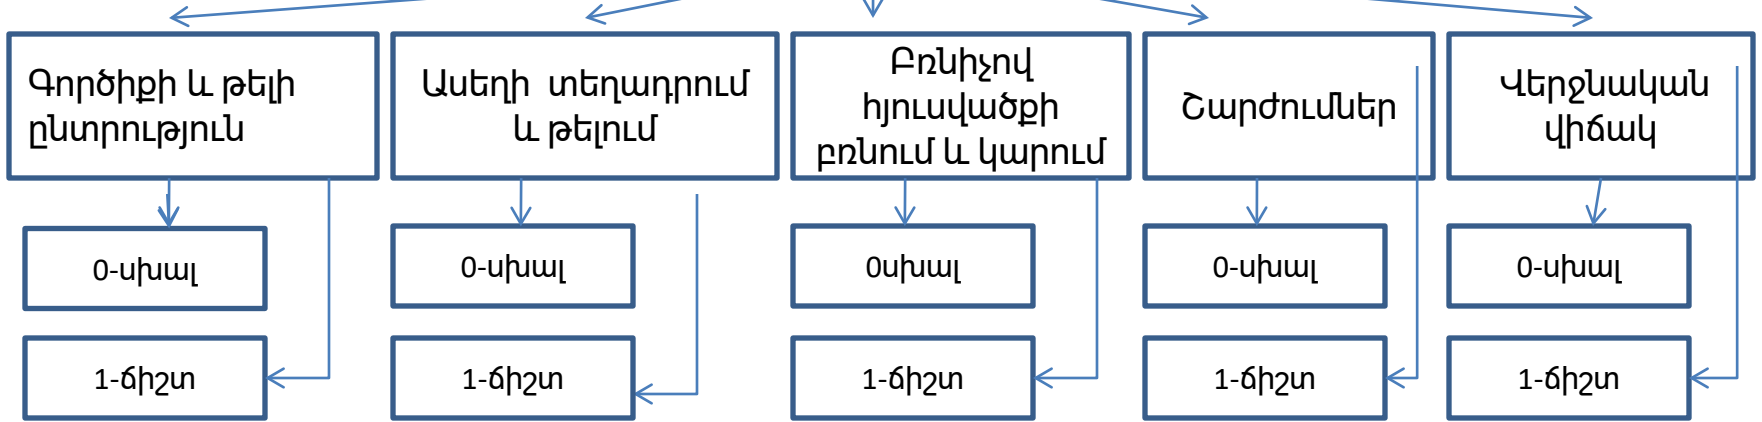 Գործիքի և թելի
ընտրություն
Ասեղի տեղադրում
և թելում
Բռնիչով
հյուսվածքի
բռնում և կարում
Շարժումներ
Վերջնական
վիճակ
0-սխալ
0-սխալ
0սխալ
0-սխալ
0-սխալ
1-ճիշտ
1-ճիշտ
1-ճիշտ
1-ճիշտ
1-ճիշտ